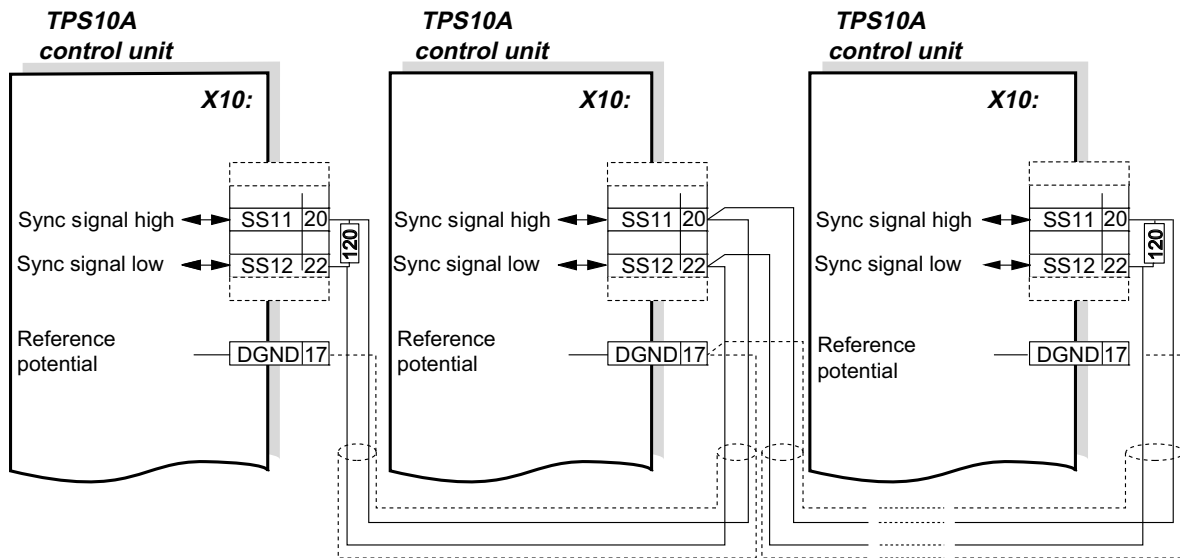 TPS10A
control unit
X10:
Sync signal high
SS11 20
120
Sync signal low
SS12 22
Reference
potential
DGND 17
TPS10A
control unit
X10:
Sync signal high
SS11 20
Sync signal low
SS12 22
Reference
potential
DGND 17
TPS10A
control unit
X10:
Sync signal high
SS11 20
120
Sync signal low
SS12 22
Reference
potential
DGND 17